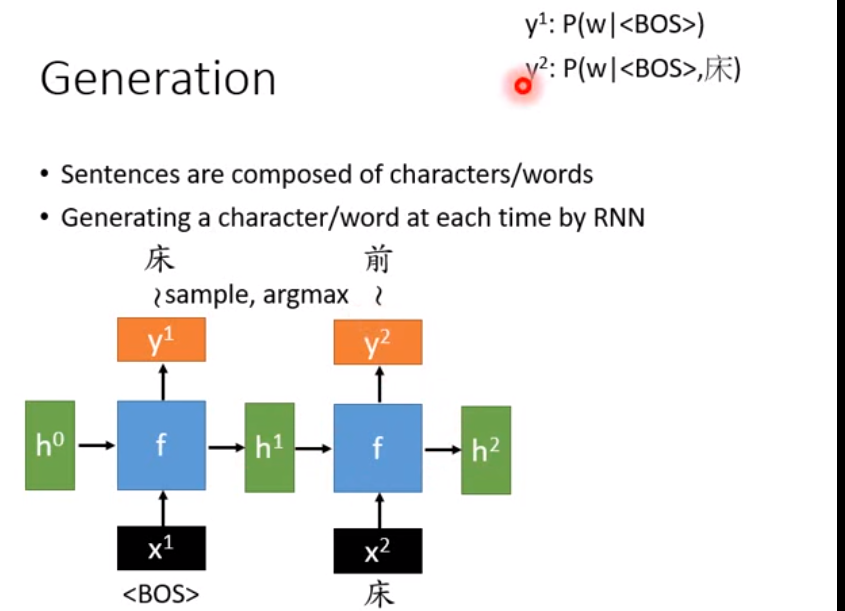 y¹: P(w|<BOS>)
y²: P(w|<BOS>,床)
Generation
• Sentences are composed of characters/words
• Generating a character/word at each time by RNN
床 前
~sample, argmax ~
y¹ y²
h⁰ f h¹ f h²
x¹ x²
<BOS> 床